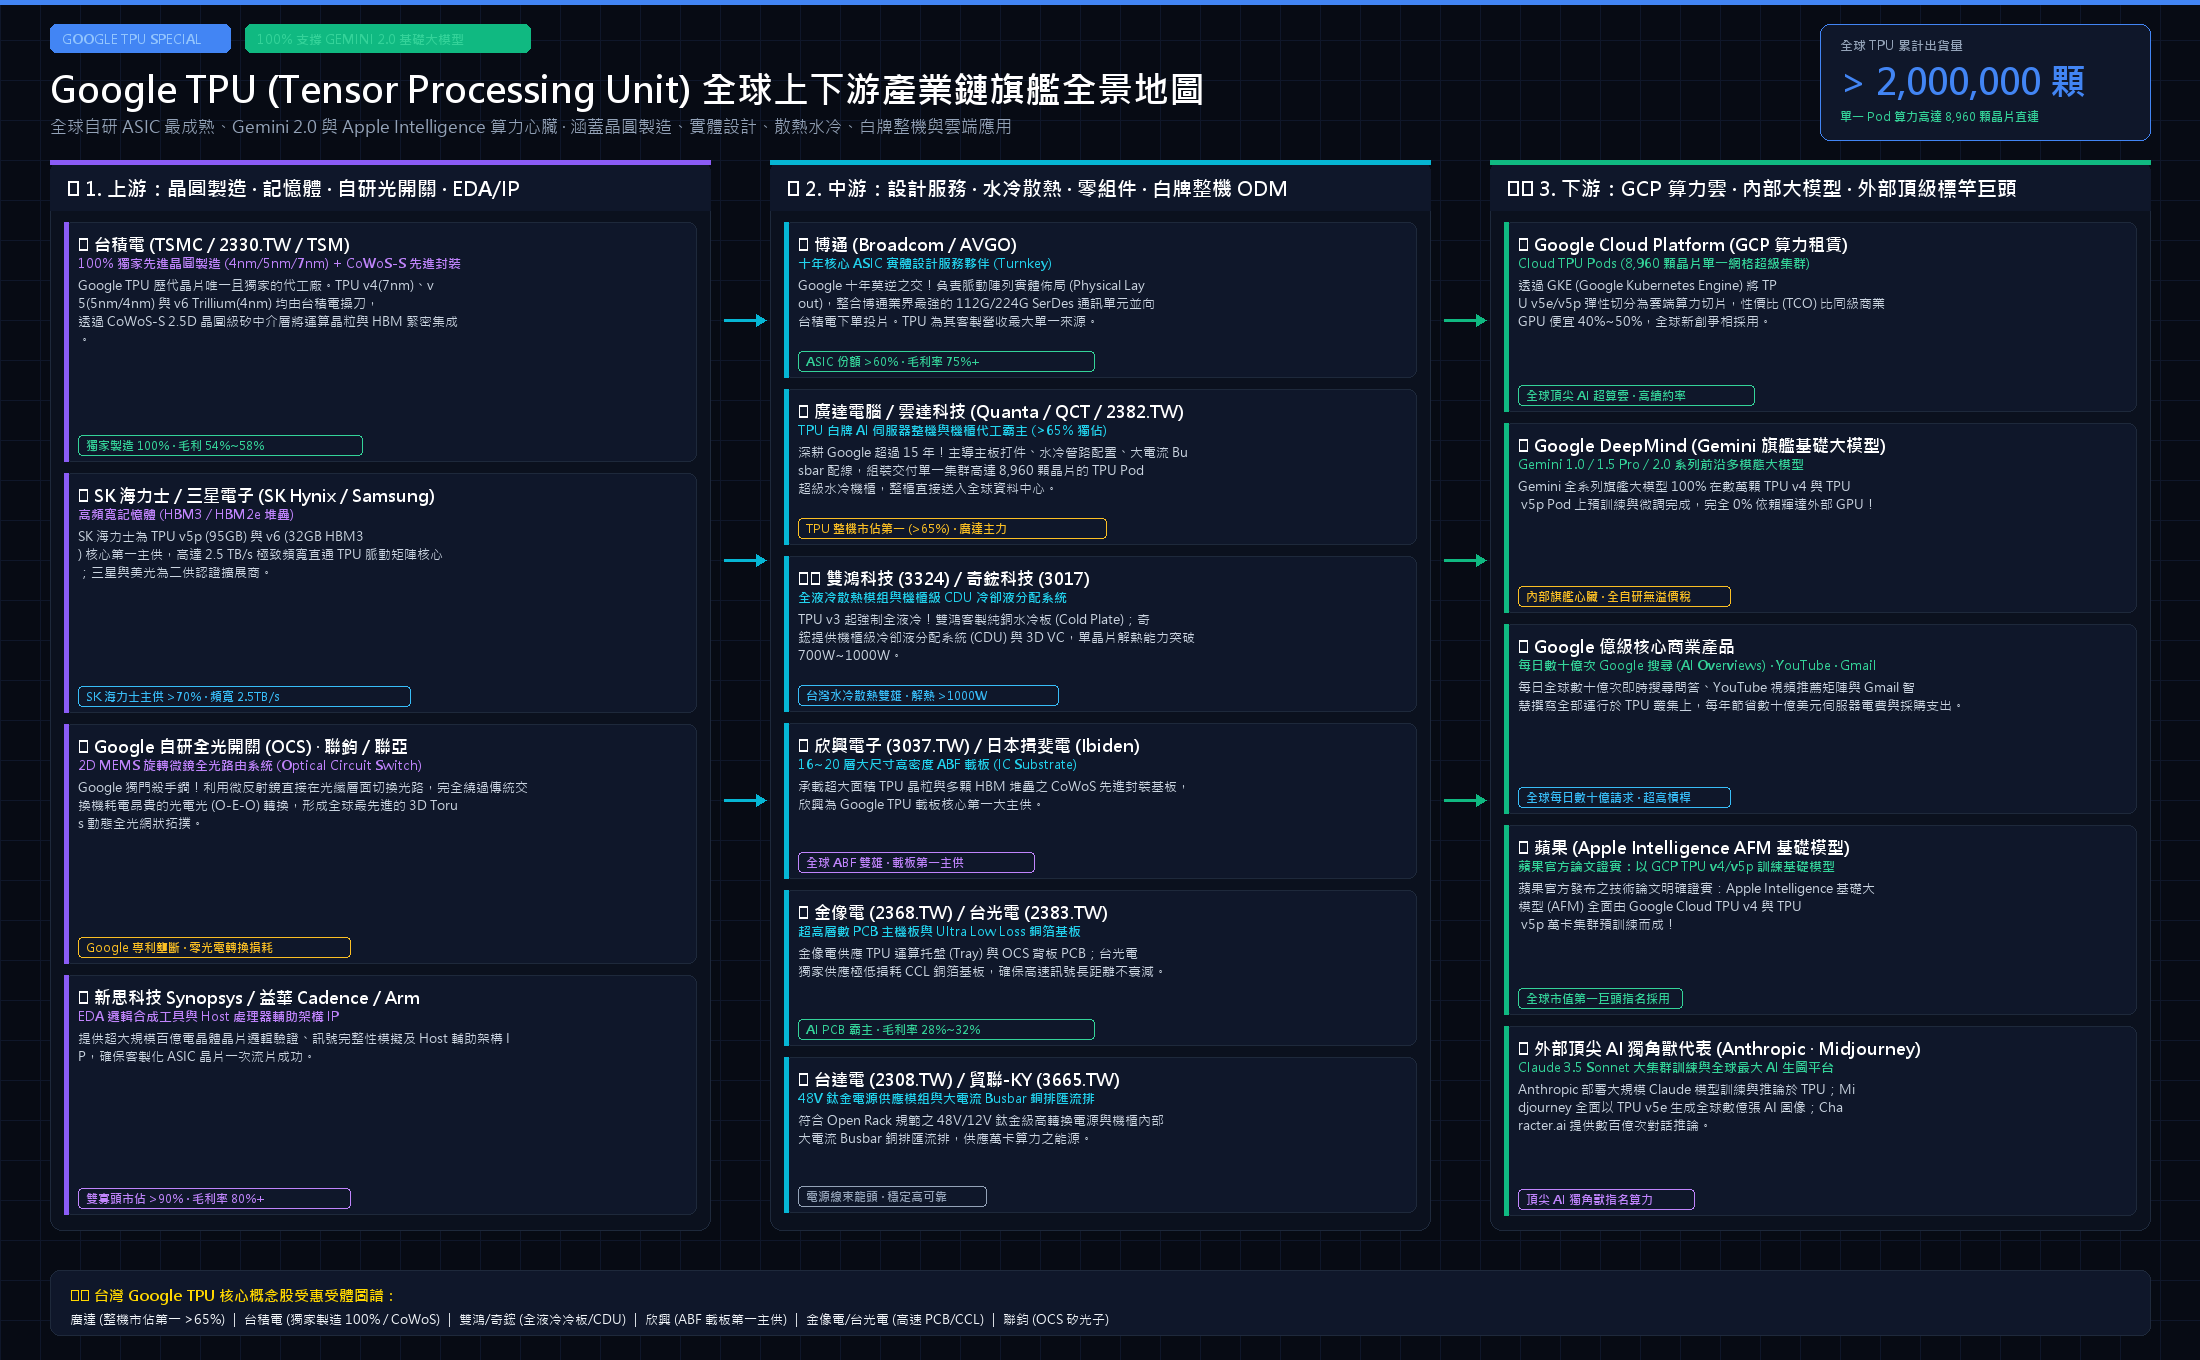 GOOGLE TPU SPECIAL
100% 支撐 GEMINI 2.0 基礎大模型
Google TPU (Tensor Processing Unit) 全球上下游產業鏈旗艦全景地圖
全球自研 ASIC 最成熟、Gemini 2.0 與 Apple Intelligence 算力心臟 · 涵蓋晶圓製造、實體設計、散熱水冷、白牌整機與雲端應用
全球 TPU 累計出貨量
> 2,000,000 顆
單一 Pod 算力高達 8,960 顆晶片直連
1. 上游：晶圓製造 · 記憶體 · 自研光開關 · EDA/IP
台積電 (TSMC / 2330.TW / TSM)
100% 獨家先進晶圓製造 (4nm/5nm/7nm) + CoWoS-S 先進封裝
Google TPU 歷代晶片唯一且獨家的代工廠。TPU v4(7nm)、v
5(5nm/4nm) 與 v6 Trillium(4nm) 均由台積電操刀，
透過 CoWoS-S 2.5D 晶圓級矽中介層將運算晶粒與 HBM 緊密集成
。
獨家製造 100% · 毛利 54%~58%
SK 海力士 / 三星電子 (SK Hynix / Samsung)
高頻寬記憶體 (HBM3 / HBM2e 堆疊)
SK 海力士為 TPU v5p (95GB) 與 v6 (32GB HBM3
) 核心第一主供，高達 2.5 TB/s 極致頻寬直通 TPU 脈動矩陣核心
；三星與美光為二供認證擴展商。
SK 海力士主供 >70% · 頻寬 2.5TB/s
Google 自研全光開關 (OCS) · 聯鈞 / 聯亞
2D MEMS 旋轉微鏡全光路由系統 (Optical Circuit Switch)
Google 獨門殺手鐧！利用微反射鏡直接在光纖層面切換光路，完全繞過傳統交
換機耗電昂貴的光電光 (O-E-O) 轉換，形成全球最先進的 3D Toru
s 動態全光網狀拓撲。
Google 專利壟斷 · 零光電轉換損耗
新思科技 Synopsys / 益華 Cadence / Arm
EDA 邏輯合成工具與 Host 處理器輔助架構 IP
提供超大規模百億電晶體晶片邏輯驗證、訊號完整性模擬及 Host 輔助架構 I
P，確保客製化 ASIC 晶片一次流片成功。
雙寡頭市佔 >90% · 毛利率 80%+
2. 中游：設計服務 · 水冷散熱 · 零組件 · 白牌整機 ODM
博通 (Broadcom / AVGO)
十年核心 ASIC 實體設計服務夥伴 (Turnkey)
Google 十年莫逆之交！負責脈動陣列實體佈局 (Physical Lay
out)，整合博通業界最強的 112G/224G SerDes 通訊單元並向
台積電下單投片。TPU 為其客製營收最大單一來源。
ASIC 份額 >60% · 毛利率 75%+
廣達電腦 / 雲達科技 (Quanta / QCT / 2382.TW)
TPU 白牌 AI 伺服器整機與機櫃代工霸主 (>65% 獨佔)
深耕 Google 超過 15 年！主導主板打件、水冷管路配置、大電流 Bu
sbar 配線，組裝交付單一集群高達 8,960 顆晶片的 TPU Pod
超級水冷機櫃，整櫃直接送入全球資料中心。
TPU 整機市佔第一 (>65%) · 廣達主力
雙鴻科技 (3324) / 奇鋐科技 (3017)
全液冷散熱模組與機櫃級 CDU 冷卻液分配系統
TPU v3 起強制全液冷！雙鴻客製純銅水冷板 (Cold Plate)；奇
鋐提供機櫃級冷卻液分配系統 (CDU) 與 3D VC，單晶片解熱能力突破
700W~1000W。
台灣水冷散熱雙雄 · 解熱 >1000W
欣興電子 (3037.TW) / 日本揖斐電 (Ibiden)
16~20 層大尺寸高密度 ABF 載板 (IC Substrate)
承載超大面積 TPU 晶粒與多顆 HBM 堆疊之 CoWoS 先進封裝基板，
欣興為 Google TPU 載板核心第一大主供。
全球 ABF 雙雄 · 載板第一主供
金像電 (2368.TW) / 台光電 (2383.TW)
超高層數 PCB 主機板與 Ultra Low Loss 銅箔基板
金像電供應 TPU 運算托盤 (Tray) 與 OCS 背板 PCB；台光電
獨家供應極低損耗 CCL 銅箔基板，確保高速訊號長距離不衰減。
AI PCB 霸主 · 毛利率 28%~32%
台達電 (2308.TW) / 貿聯-KY (3665.TW)
48V 鈦金電源供應模組與大電流 Busbar 銅排匯流排
符合 Open Rack 規範之 48V/12V 鈦金級高轉換電源與機櫃內部
大電流 Busbar 銅排匯流排，供應萬卡算力之能源。
電源線束龍頭 · 穩定高可靠
3. 下游：GCP 算力雲 · 內部大模型 · 外部頂級標竿巨頭
Google Cloud Platform (GCP 算力租賃)
Cloud TPU Pods (8,960 顆晶片單一網格超級集群)
透過 GKE (Google Kubernetes Engine) 將 TP
U v5e/v5p 彈性切分為雲端算力切片，性價比 (TCO) 比同級商業
GPU 便宜 40%~50%，全球新創爭相採用。
全球頂尖 AI 超算雲 · 高續約率
Google DeepMind (Gemini 旗艦基礎大模型)
Gemini 1.0 / 1.5 Pro / 2.0 系列前沿多模態大模型
Gemini 全系列旗艦大模型 100% 在數萬顆 TPU v4 與 TPU
v5p Pod 上預訓練與微調完成，完全 0% 依賴輝達外部 GPU！
內部旗艦心臟 · 全自研無溢價稅
Google 億級核心商業產品
每日數十億次 Google 搜尋 (AI Overviews) · YouTube · Gmail
每日全球數十億次即時搜尋問答、YouTube 視頻推薦矩陣與 Gmail 智
慧撰寫全部運行於 TPU 叢集上，每年節省數十億美元伺服器電費與採購支出。
全球每日數十億請求 · 超高槓桿
蘋果 (Apple Intelligence AFM 基礎模型)
蘋果官方論文證實：以 GCP TPU v4/v5p 訓練基礎模型
蘋果官方發布之技術論文明確證實：Apple Intelligence 基礎大
模型 (AFM) 全面由 Google Cloud TPU v4 與 TPU
v5p 萬卡集群預訓練而成！
全球市值第一巨頭指名採用
外部頂尖 AI 獨角獸代表 (Anthropic · Midjourney)
Claude 3.5 Sonnet 大集群訓練與全球最大 AI 生圖平台
Anthropic 部署大規模 Claude 模型訓練與推論於 TPU；Mi
djourney 全面以 TPU v5e 生成全球數億張 AI 圖像；Cha
racter.ai 提供數百億次對話推論。
頂尖 AI 獨角獸指名算力
台灣 Google TPU 核心概念股受惠受體圖譜：
廣達 (整機市佔第一 >65%) | 台積電 (獨家製造 100% / CoWoS) | 雙鴻/奇鋐 (全液冷冷板/CDU) | 欣興 (ABF 載板第一主供) | 金像電/台光電 (高速 PCB/CCL) | 聯鈞 (OCS 矽光子)